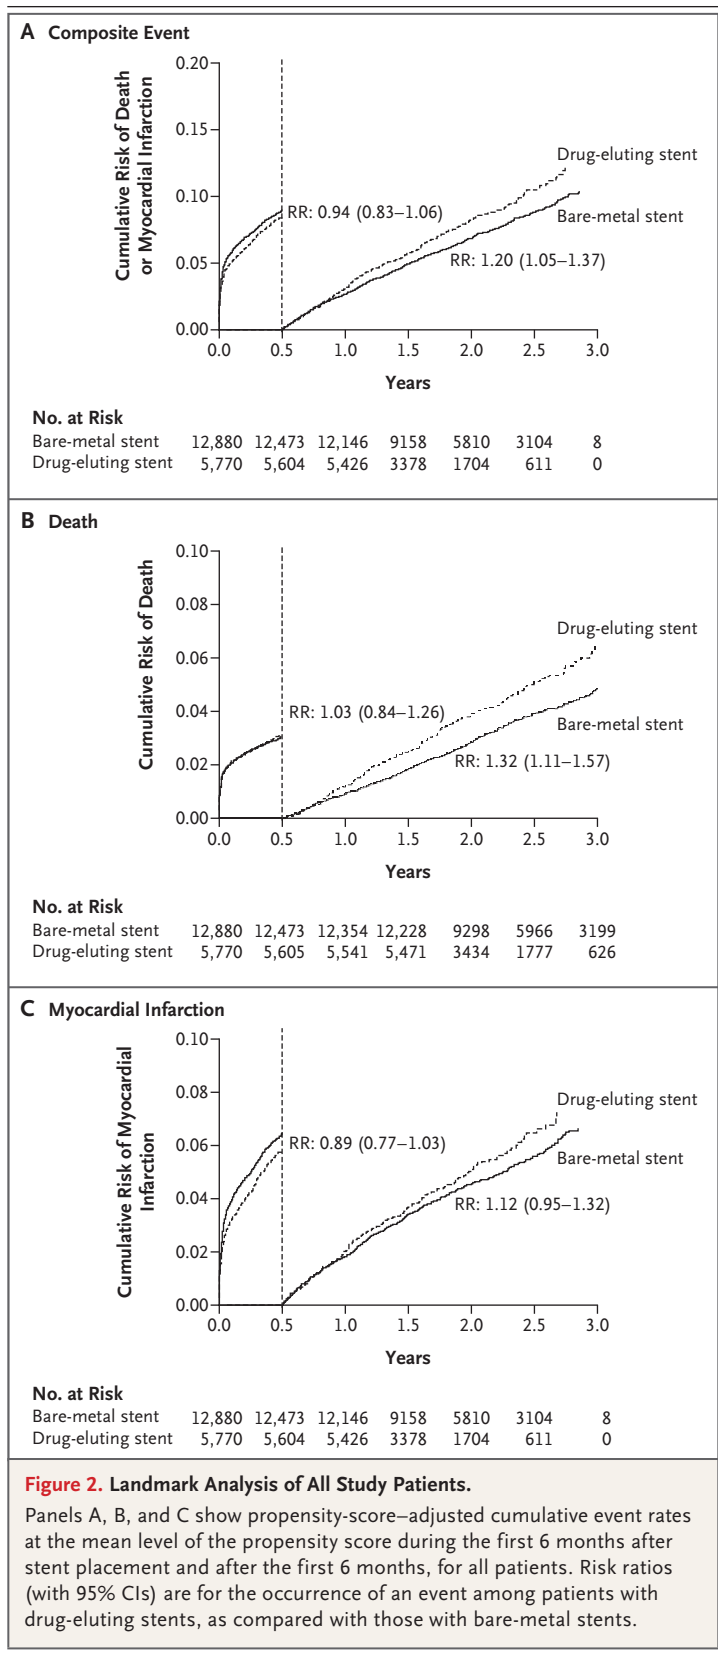 A Composite Event
Cumulative Risk of Death
or Myocardial Infarction
0.20
0.15
0.10
0.05
0.00
Drug-eluting stent
RR: 0.94 (0.83–1.06)
Bare-metal stent
RR: 1.20 (1.05–1.37)
0.0 0.5 1.0 1.5 2.0 2.5 3.0
Years
No. at Risk
Bare-metal stent 12,880 12,473 12,146 9158 5810 3104 8
Drug-eluting stent 5,770 5,604 5,426 3378 1704 611 0
B Death
Cumulative Risk of Death
0.10
0.08
0.06
0.04
0.02
0.00
Drug-eluting stent
RR: 1.03 (0.84–1.26)
Bare-metal stent
RR: 1.32 (1.11–1.57)
0.0 0.5 1.0 1.5 2.0 2.5 3.0
Years
No. at Risk
Bare-metal stent 12,880 12,473 12,354 12,228 9298 5966 3199
Drug-eluting stent 5,770 5,605 5,541 5,471 3434 1777 626
C Myocardial Infarction
Cumulative Risk of Myocardial
Infarction
0.10
0.08
0.06
0.04
0.02
0.00
Drug-eluting stent
RR: 0.89 (0.77–1.03)
Bare-metal stent
RR: 1.12 (0.95–1.32)
0.0 0.5 1.0 1.5 2.0 2.5 3.0
Years
No. at Risk
Bare-metal stent 12,880 12,473 12,146 9158 5810 3104 8
Drug-eluting stent 5,770 5,604 5,426 3378 1704 611 0
Figure 2. Landmark Analysis of All Study Patients.
Panels A, B, and C show propensity-score–adjusted cumulative event rates
at the mean level of the propensity score during the first 6 months after
stent placement and after the first 6 months, for all patients. Risk ratios
(with 95% CIs) are for the occurrence of an event among patients with
drug-eluting stents, as compared with those with bare-metal stents.